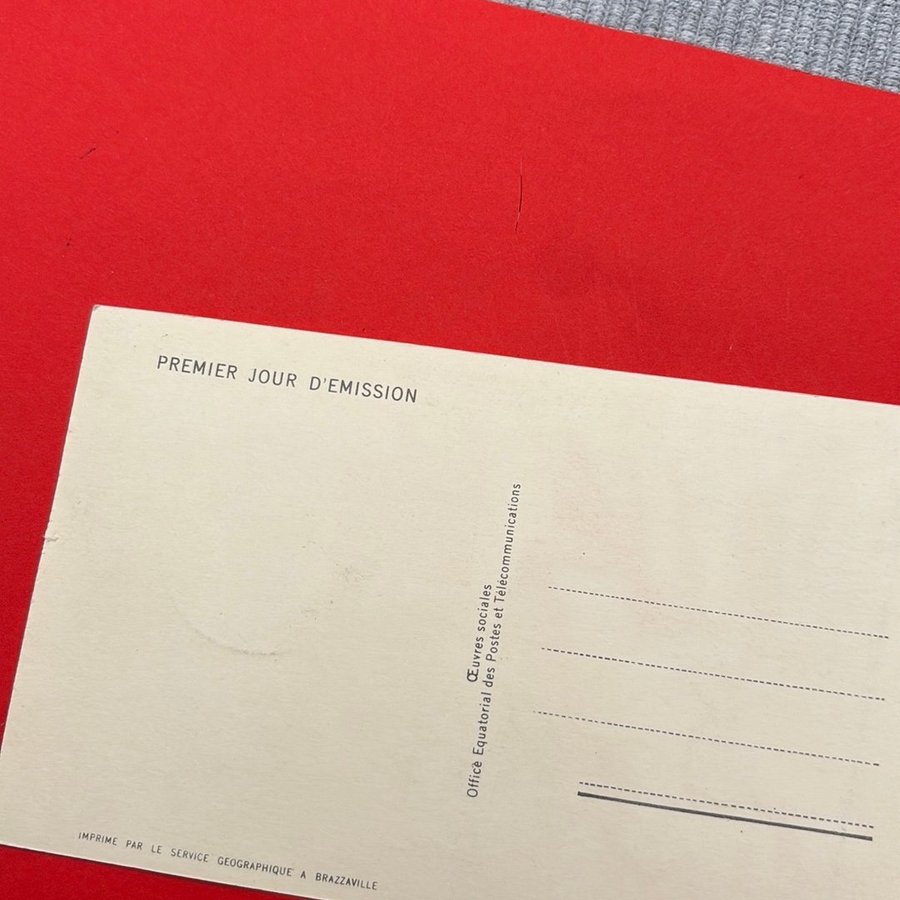 PREMIER JOUR D'EMISSION
Œuvres sociales
Office Equatorial des Postes et Télécommunications
IMPRIME PAR LE SERVICE GEOGRAPHIQUE A BRAZZAVILLE